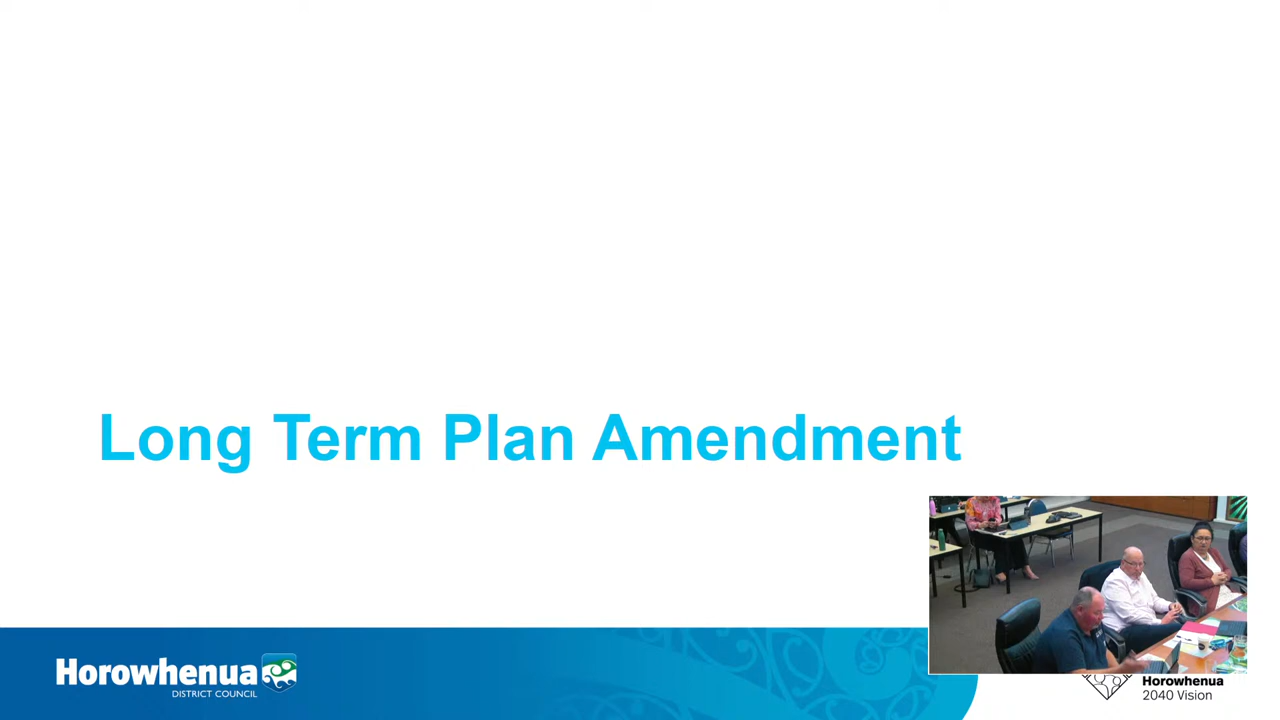 Long Term Plan Amendment
Horowhenua
DISTRICT COUNCIL
Horowhenua
2040 Vision